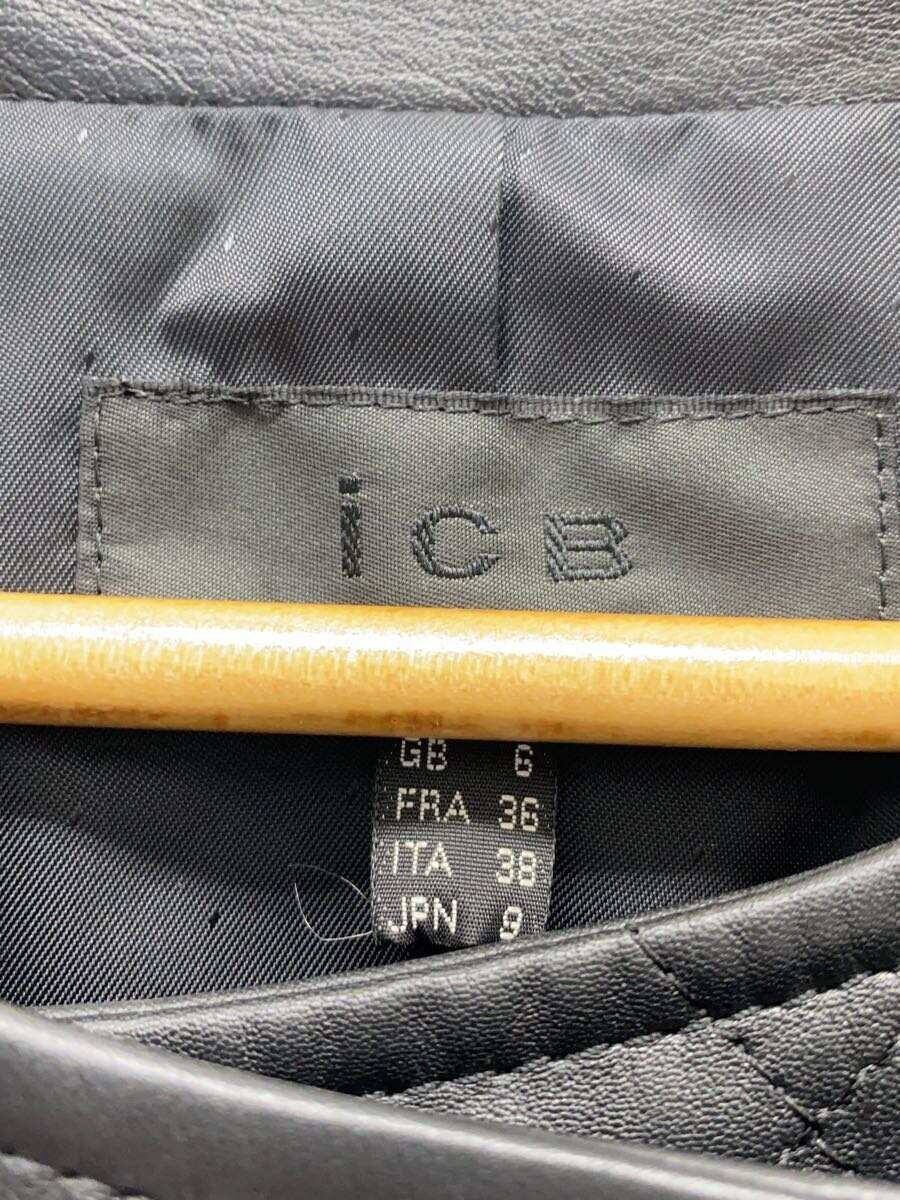 iCB
GB 6
FRA 36
ITA 38
JPN 9